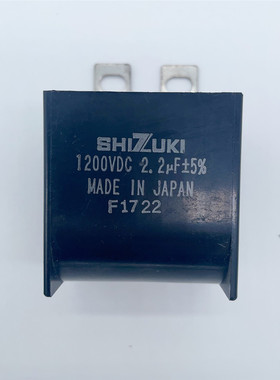 SHIZUKI
1200VDC 2.2μF±5%
MADE IN JAPAN
F1722